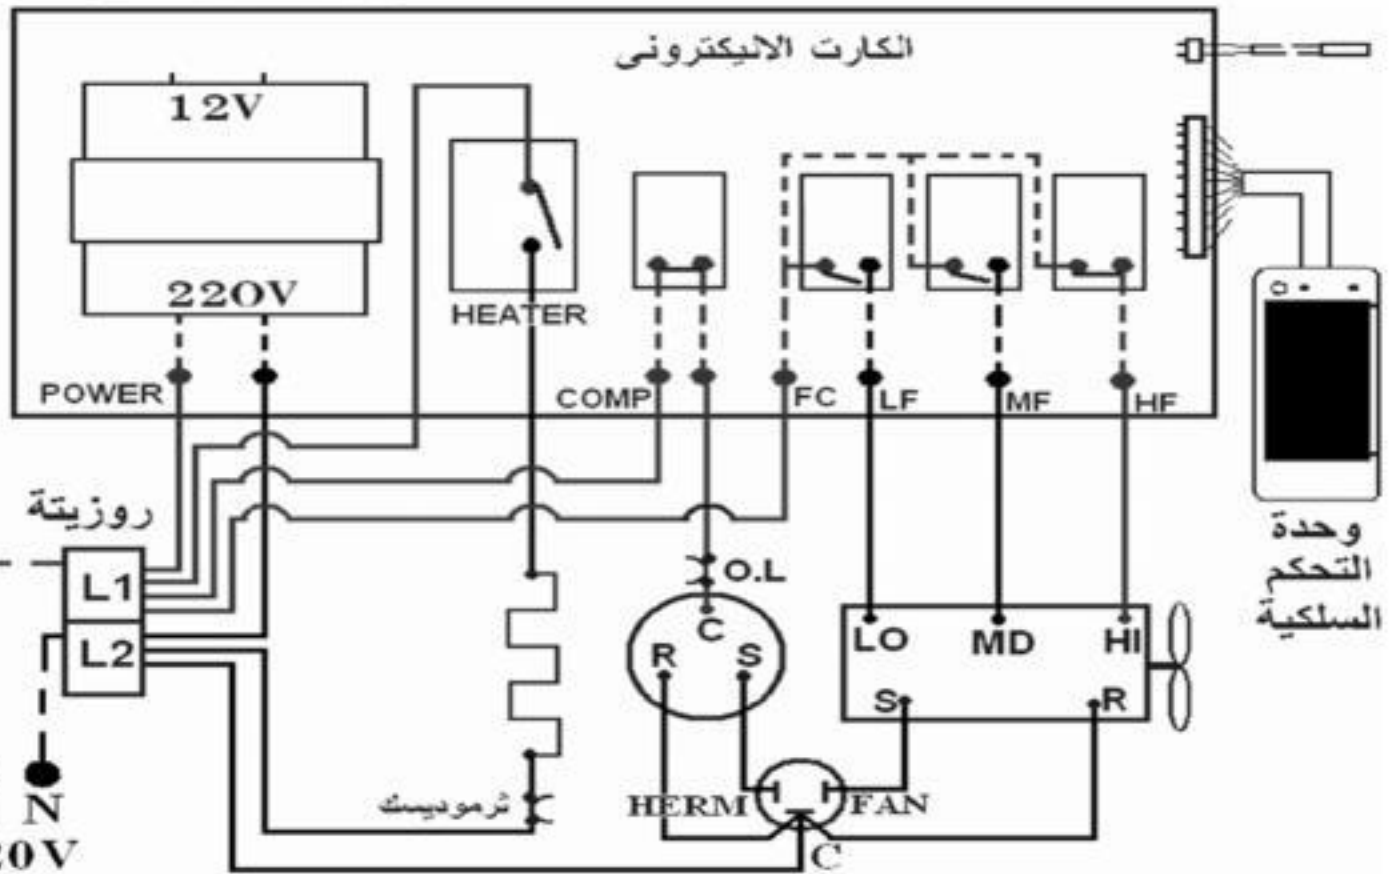 الكارت الاليكترونى
12V
220V
HEATER
POWER
COMP
FC
LF
MF
HF
روزيتة
L1
L2
O.L
C
R
S
LO
MD
HI
S
R
وحدة
التحكم
السلكية
ثرموديسك
HERM
FAN
C
N
20V